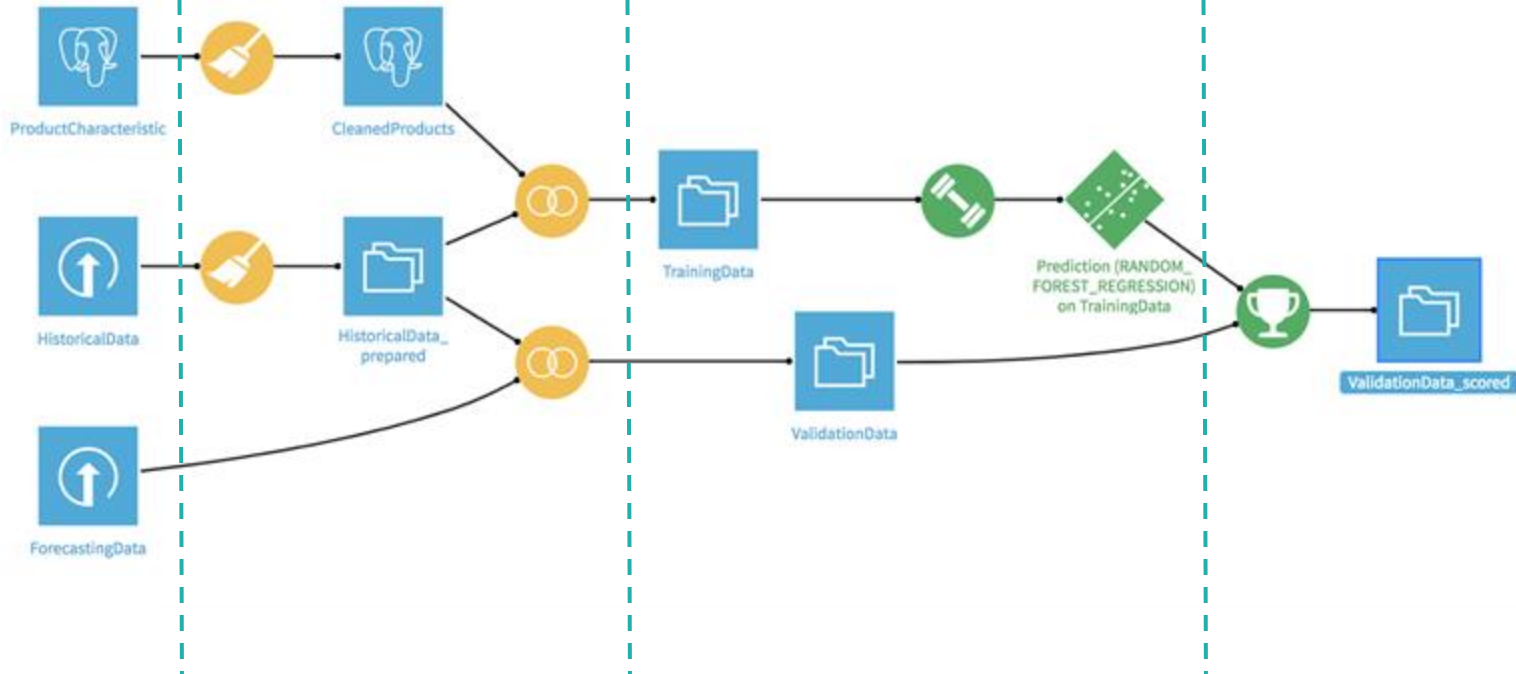 ProductCharacteristic
CleanedProducts
TrainingData
Prediction (RANDOM_
FOREST_REGRESSION)
on TrainingData
HistoricalData
HistoricalData_
prepared
ValidationData_scored
ValidationData
ForecastingData